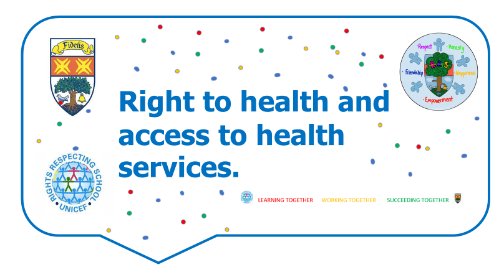 Fidelis
Respect
Honesty
Friendship
Empowerment
Right to health and
access to health
services.
RIGHTS RESPECTING SCHOOL
• UNICEF •
LEARNING TOGETHER WORKING TOGETHER SUCCEEDING TOGETHER